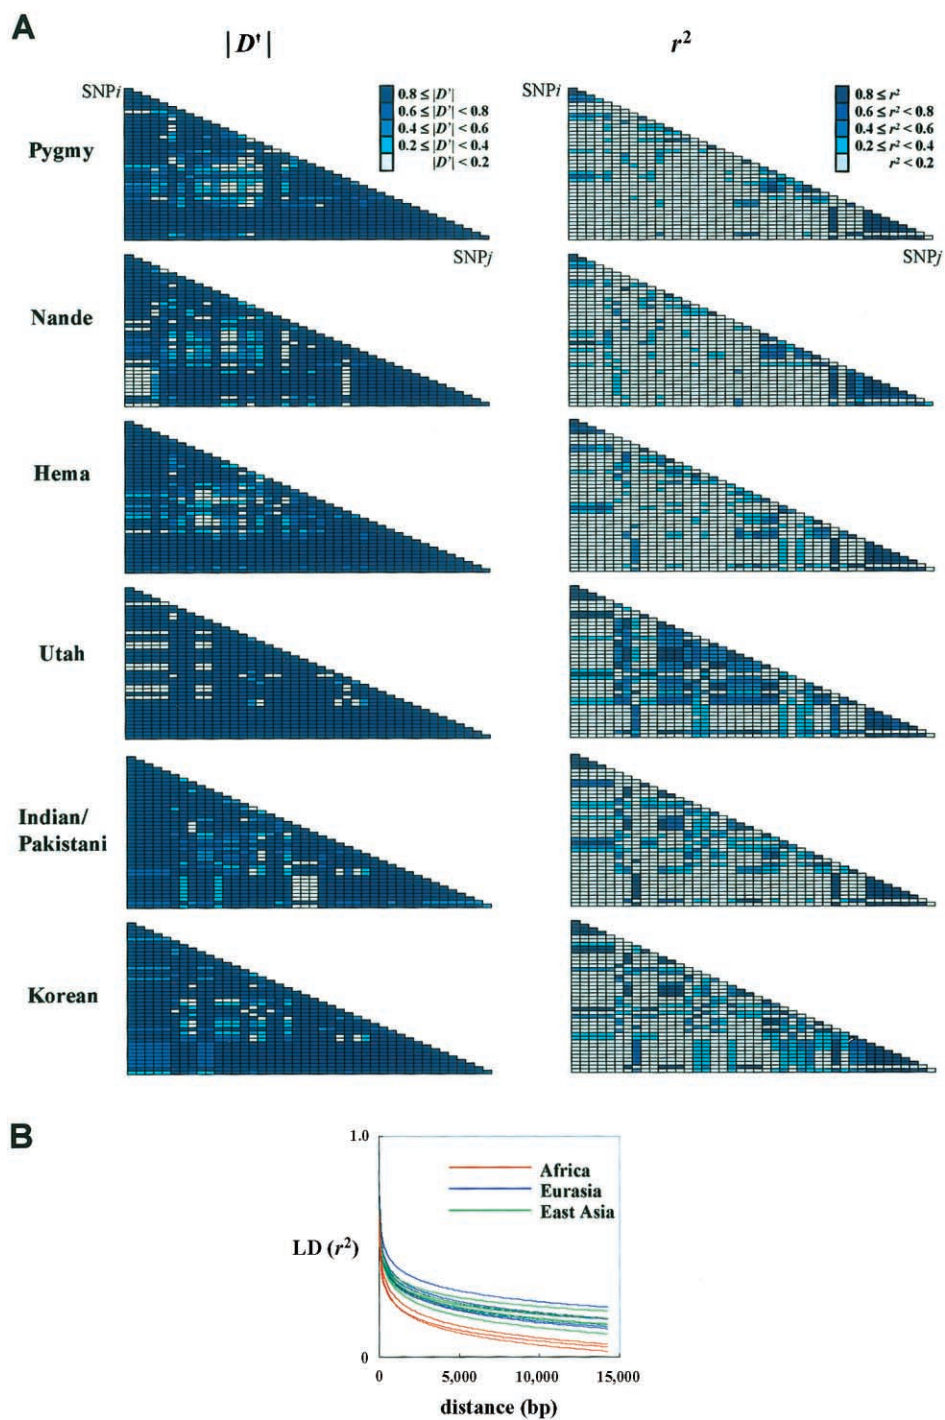 A
|D'|
r²
SNPi
0.8 ≤ |D'|
0.6 ≤ |D'| < 0.8
0.4 ≤ |D'| < 0.6
0.2 ≤ |D'| < 0.4
|D'| < 0.2
SNPi
0.8 ≤ r²
0.6 ≤ r² < 0.8
0.4 ≤ r² < 0.6
0.2 ≤ r² < 0.4
r² < 0.2
Pygmy
SNPj
SNPj
Nande
Hema
Utah
Indian/
Pakistani
Korean
B
1.0
Africa
Eurasia
East Asia
LD (r²)
0
0 5,000 10,000 15,000
distance (bp)